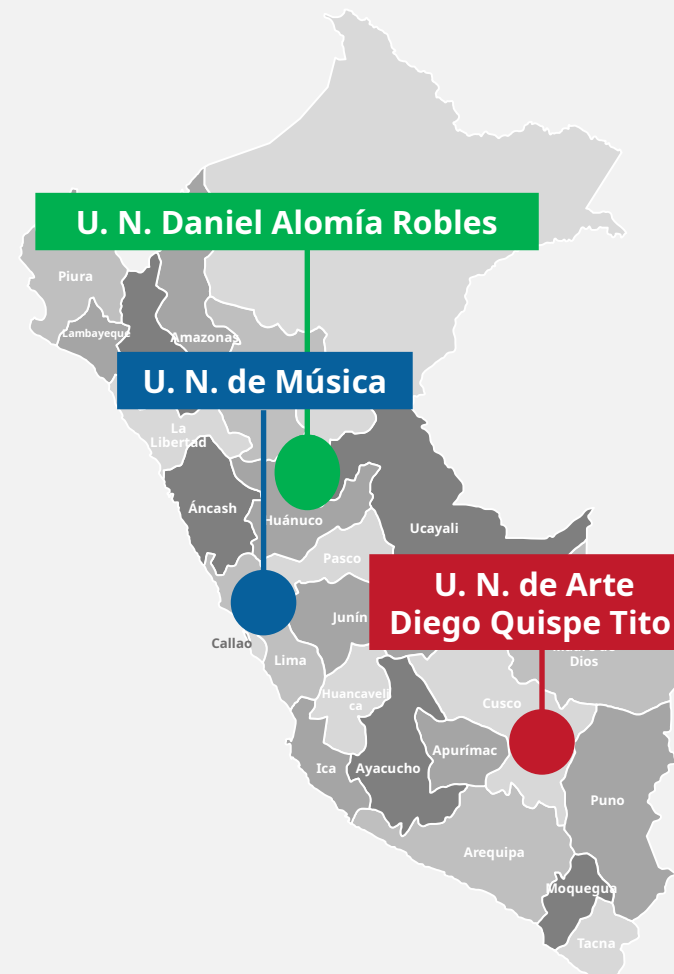 U. N. Daniel Alomía Robles
Piura
Lambayeque
Amazonas
U. N. de Música
La
Libertad
Áncash
Huánuco
Ucayali
Pasco
U. N. de Arte
Diego Quispe Tito
Junín
Callao
Lima
Dios
Huancaveli
ca
Cusco
Apurímac
Ica
Ayacucho
Puno
Arequipa
Moquegua
Tacna